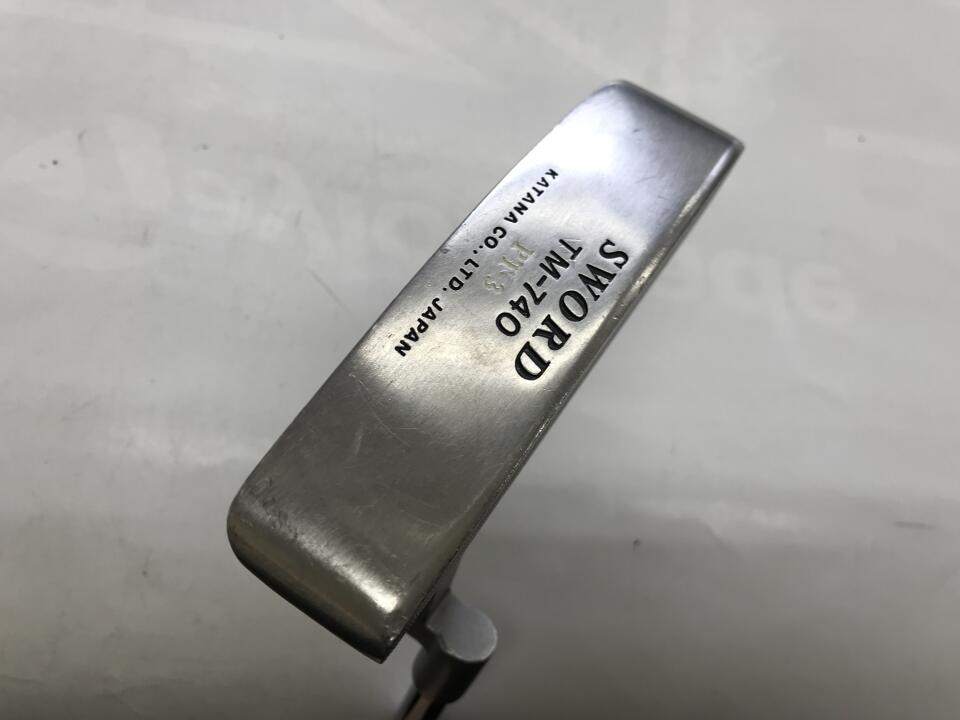 SWORD
TM-740
PK-3
KATANA CO., LTD. JAPAN